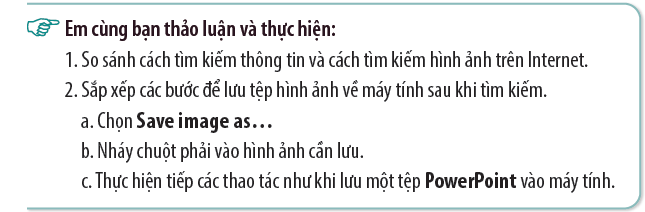 Em cùng bạn thảo luận và thực hiện:
1. So sánh cách tìm kiếm thông tin và cách tìm kiếm hình ảnh trên Internet.
2. Sắp xếp các bước để lưu tệp hình ảnh về máy tính sau khi tìm kiếm.
a. Chọn Save image as...
b. Nháy chuột phải vào hình ảnh cần lưu.
c. Thực hiện tiếp các thao tác như khi lưu một tệp PowerPoint vào máy tính.